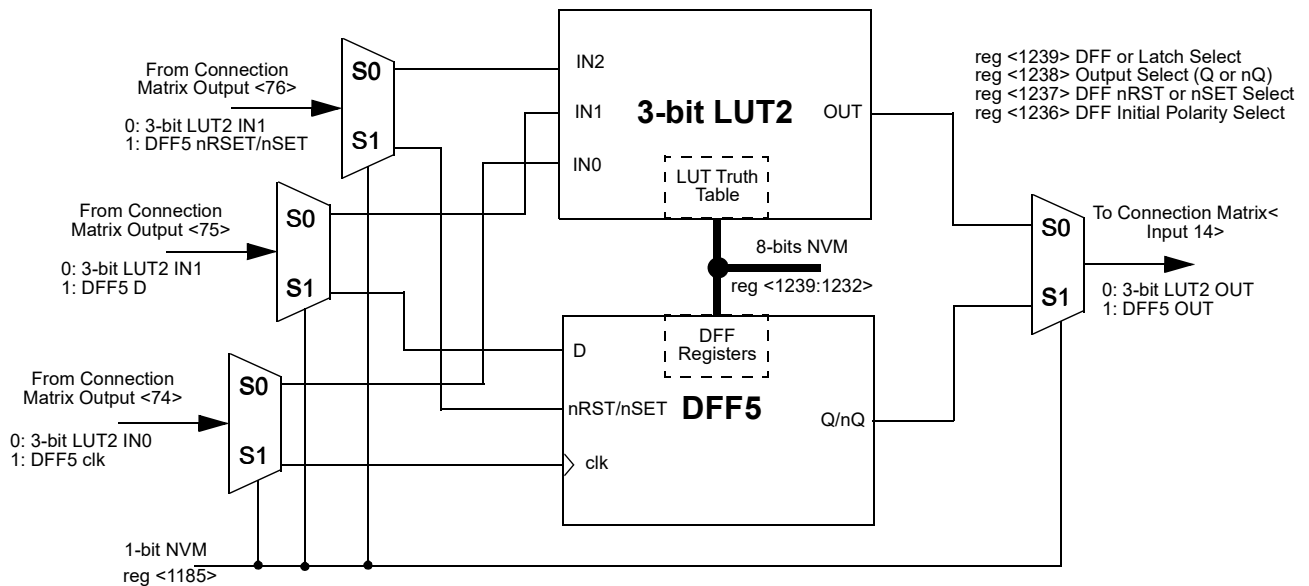 From Connection
Matrix Output <76>
0: 3-bit LUT2 IN1
1: DFF5 nRSET/nSET
S0
S1
From Connection
Matrix Output <75>
0: 3-bit LUT2 IN1
1: DFF5 D
S0
S1
From Connection
Matrix Output <74>
0: 3-bit LUT2 IN0
1: DFF5 clk
S0
S1
1-bit NVM
reg <1185>
IN2
IN1
IN0
3-bit LUT2
OUT
LUT Truth
Table
8-bits NVM
reg <1239:1232>
DFF
Registers
D
nRST/nSET
clk
DFF5
Q/nQ
reg <1239> DFF or Latch Select
reg <1238> Output Select (Q or nQ)
reg <1237> DFF nRST or nSET Select
reg <1236> DFF Initial Polarity Select
S0
S1
To Connection Matrix<
Input 14>
0: 3-bit LUT2 OUT
1: DFF5 OUT